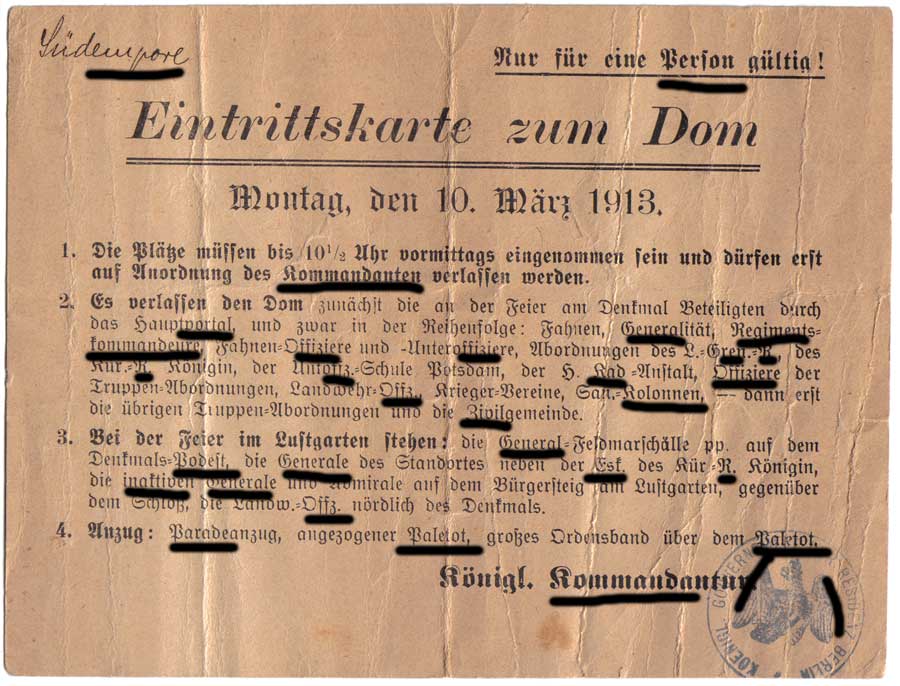 Südempore
Nur für eine Person gültig!
Eintrittskarte zum Dom
Montag, den 10. März 1913.
1. Die Plätze müssen bis 10½ Uhr vormittags eingenommen sein und dürfen erst
auf Anordnung des Kommandanten verlassen werden.
2. Es verlassen den Dom zunächst die an der Feier am Denkmal Beteiligten durch
das Hauptportal, und zwar in der Reihenfolge: Fahnen, Generalität, Regiments-
kommandeure, Fahnen-Offiziere und -Unteroffiziere, Abordnungen des L.-Gren.-R., des
Kür.-R. Königin, der Untoffz.-Schule Potsdam, der H. Kad.-Anstalt, Offiziere der
Truppen-Abordnungen, Landwehr-Offz., Krieger-Vereine, San.-Kolonnen, — dann erst
die übrigen Truppen-Abordnungen und die Zivilgemeinde.
3. Bei der Feier im Lustgarten stehen: die General-Feldmarschälle pp. auf dem
Denkmals-Podest, die Generale des Standortes neben der Esk. des Kür.-R. Königin,
die inaktiven Generale und Admirale auf dem Bürgersteig am Lustgarten, gegenüber
dem Schloß, die Landw.-Offz. nördlich des Denkmals.
4. Anzug: Paradeanzug, angezogener Paletot, großes Ordensband über dem Paletot.
Königl. Kommandantur
KOENIGL. GOUVERN RESIDENZ BERLIN